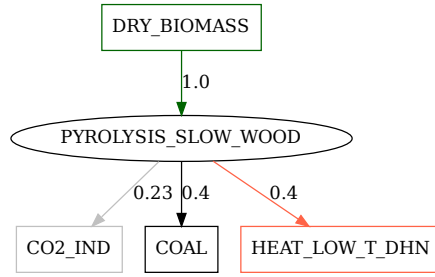 DRY_BIOMASS
1.0
PYROLYSIS_SLOW_WOOD
0.23 0.4 0.4
CO2_IND COAL HEAT_LOW_T_DHN